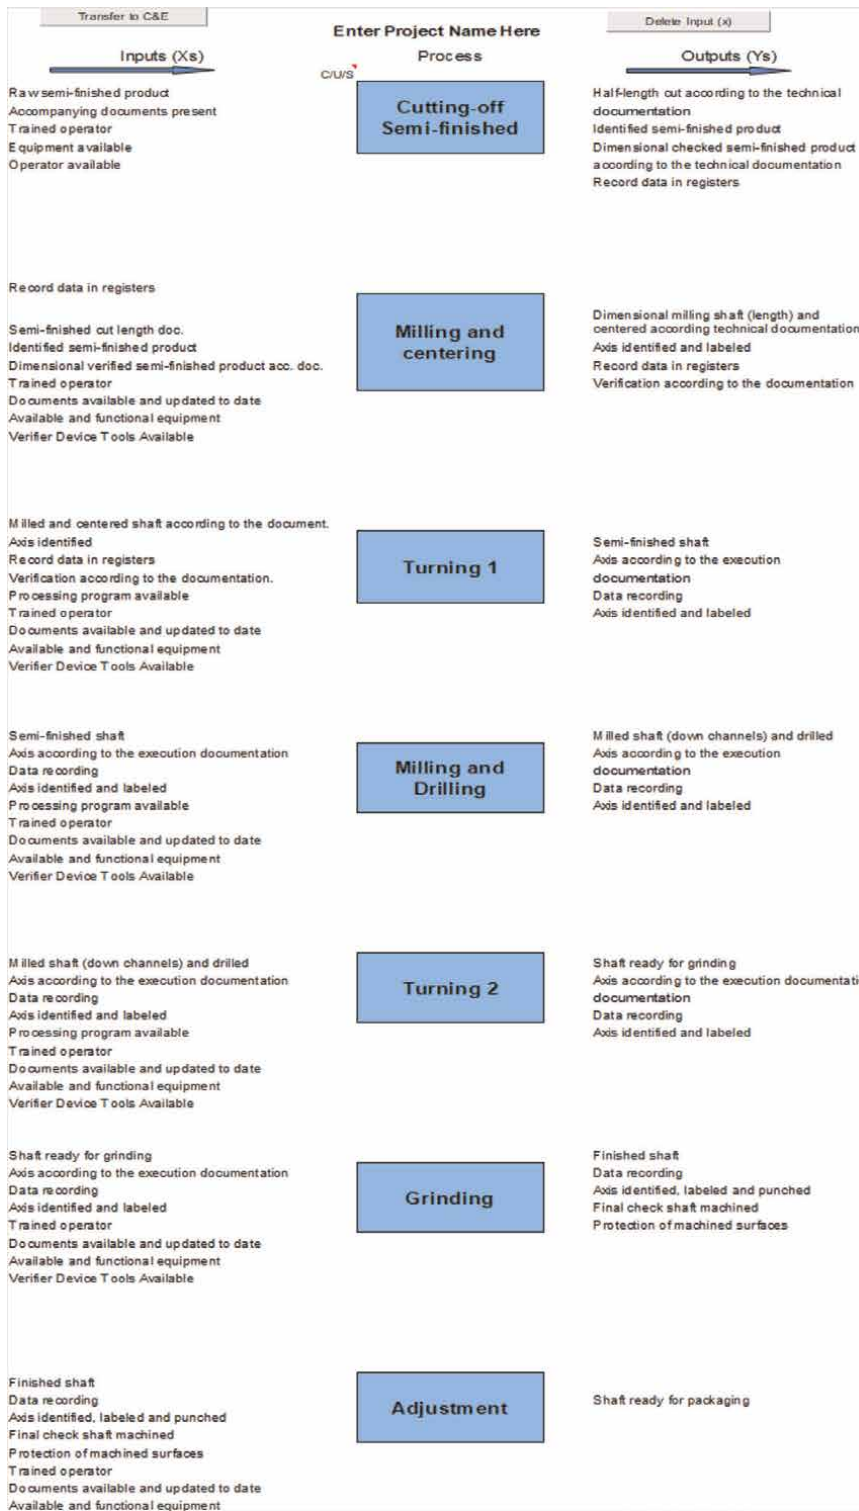 Transfer to C&E
Enter Project Name Here
Delete Input (x)
Inputs (Xs)
Process
Outputs (Ys)
C/U/S
Raw semi-finished product
Accompanying documents present
Trained operator
Equipment available
Operator available
Cutting-off
Semi-finished
Half-length cut according to the technical
documentation
Identified semi-finished product
Dimensional checked semi-finished product
according to the technical documentation
Record data in registers
Record data in registers
Semi-finished cut length doc.
Identified semi-finished product
Dimensional verified semi-finished product acc. doc.
Trained operator
Documents available and updated to date
Available and functional equipment
Verifier Device Tools Available
Milling and
centering
Dimensional milling shaft (length) and
centered according technical documentation
Axis identified and labeled
Record data in registers
Verification according to the documentation
Milled and centered shaft according to the document.
Axis identified
Record data in registers
Verification according to the documentation.
Processing program available
Trained operator
Documents available and updated to date
Available and functional equipment
Verifier Device Tools Available
Turning 1
Semi-finished shaft
Axis according to the execution
documentation
Data recording
Axis identified and labeled
Semi-finished shaft
Axis according to the execution documentation
Data recording
Axis identified and labeled
Processing program available
Trained operator
Documents available and updated to date
Available and functional equipment
Verifier Device Tools Available
Milling and
Drilling
Milled shaft (down channels) and drilled
Axis according to the execution
documentation
Data recording
Axis identified and labeled
Milled shaft (down channels) and drilled
Axis according to the execution documentation
Data recording
Axis identified and labeled
Processing program available
Trained operator
Documents available and updated to date
Available and functional equipment
Verifier Device Tools Available
Turning 2
Shaft ready for grinding
Axis according to the execution documentati
documentation
Data recording
Axis identified and labeled
Shaft ready for grinding
Axis according to the execution documentation
Data recording
Axis identified and labeled
Trained operator
Documents available and updated to date
Available and functional equipment
Verifier Device Tools Available
Grinding
Finished shaft
Data recording
Axis identified, labeled and punched
Final check shaft machined
Protection of machined surfaces
Finished shaft
Data recording
Axis identified, labeled and punched
Final check shaft machined
Protection of machined surfaces
Trained operator
Documents available and updated to date
Available and functional equipment
Adjustment
Shaft ready for packaging